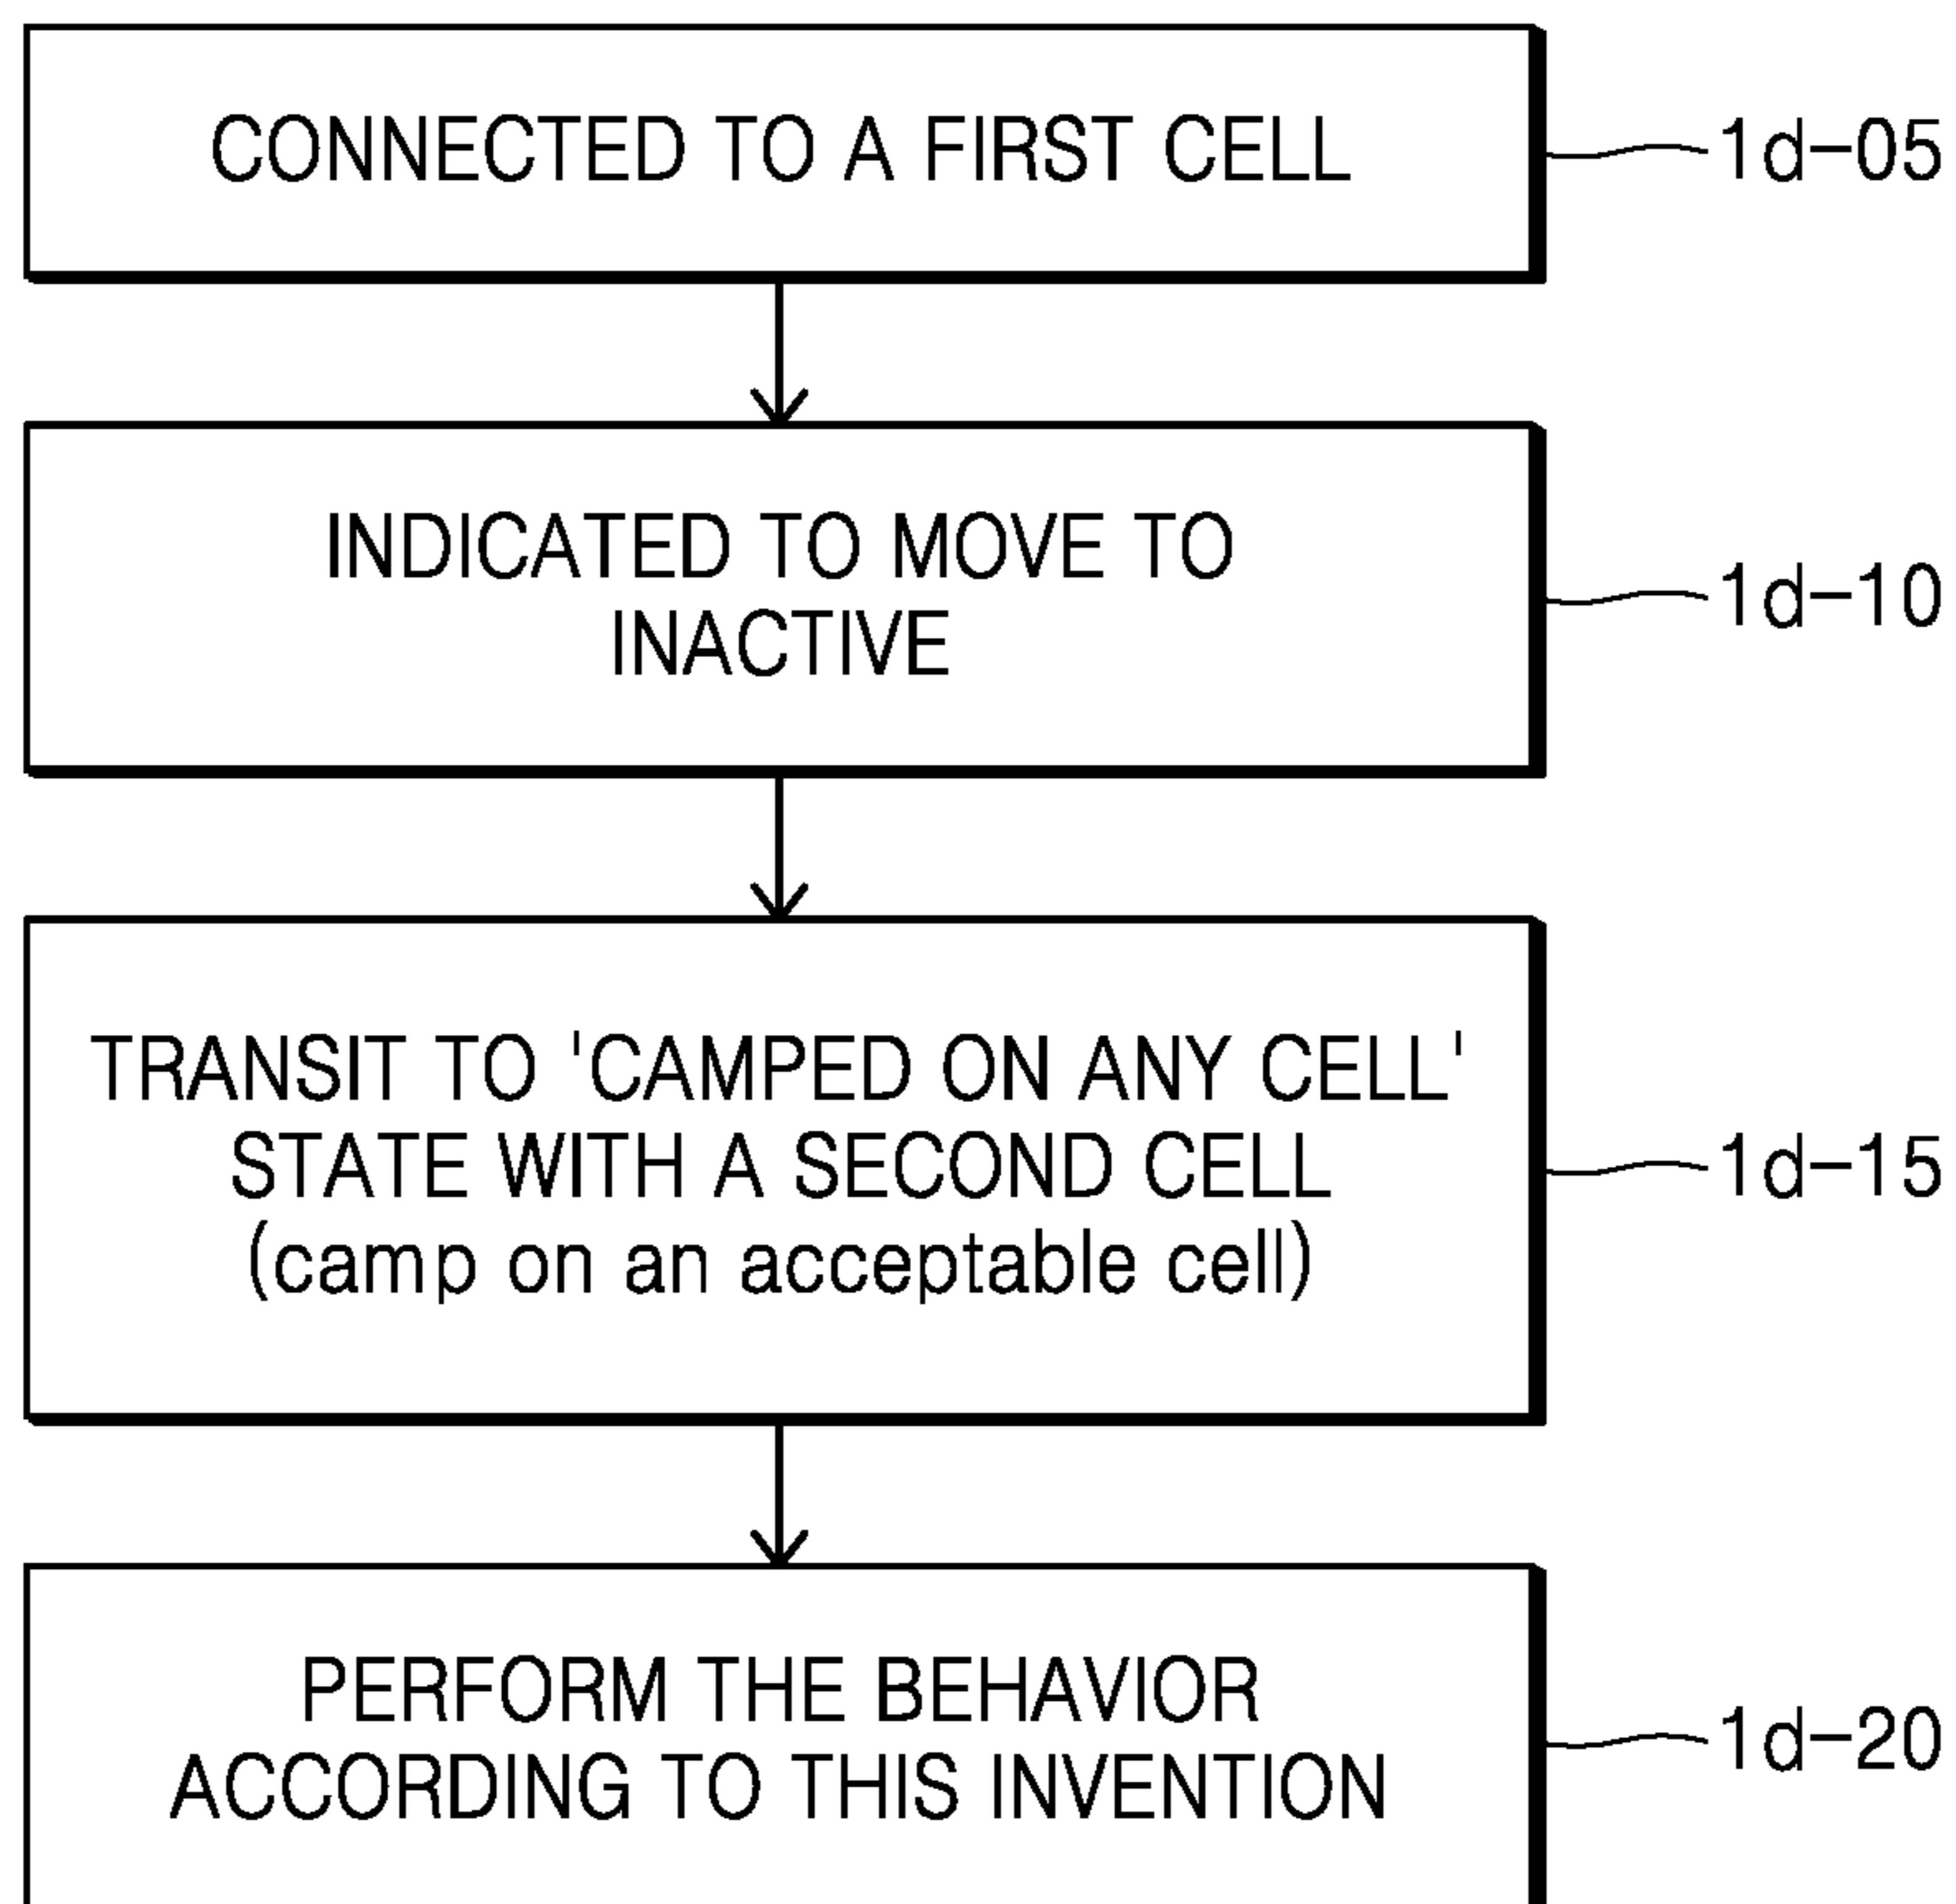 CONNECTED TO A FIRST CELL
1d-05
INDICATED TO MOVE TO
INACTIVE
1d-10
TRANSIT TO 'CAMPED ON ANY CELL'
STATE WITH A SECOND CELL
(camp on an acceptable cell)
1d-15
PERFORM THE BEHAVIOR
ACCORDING TO THIS INVENTION
1d-20